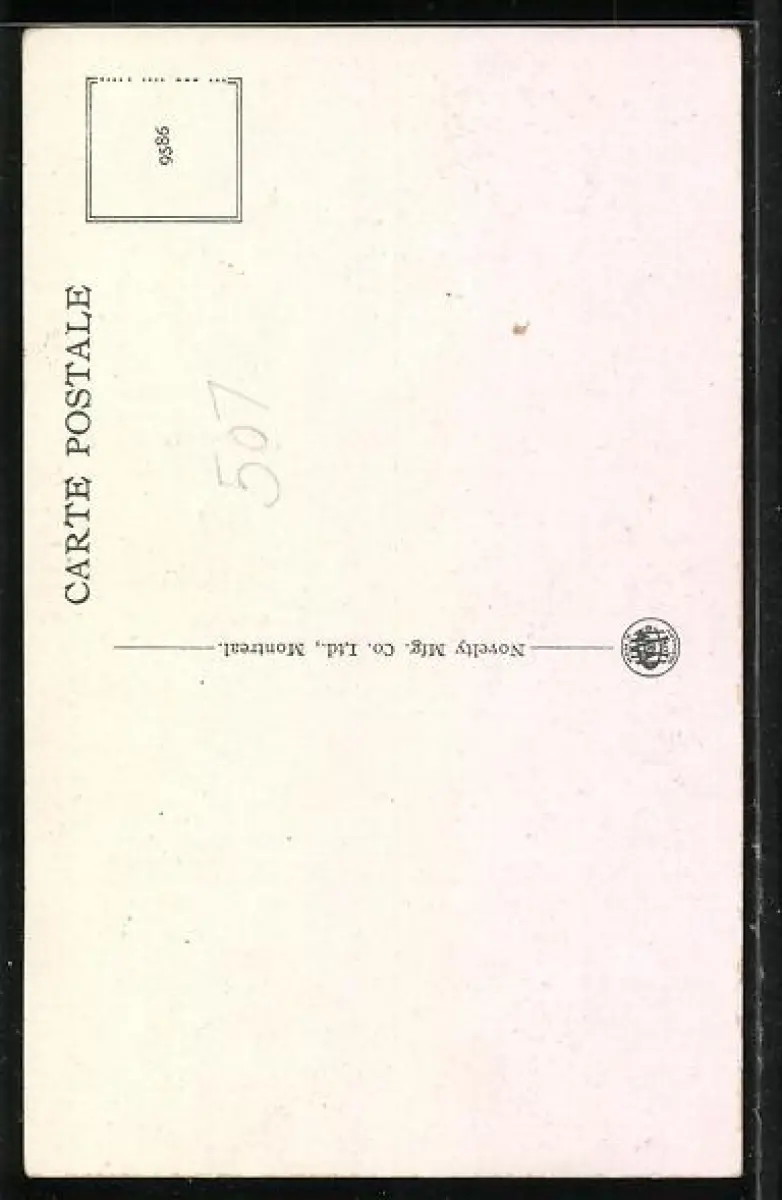 CARTE POSTALE
9586
507
Novelty Mfg. Co. Ltd., Montreal.